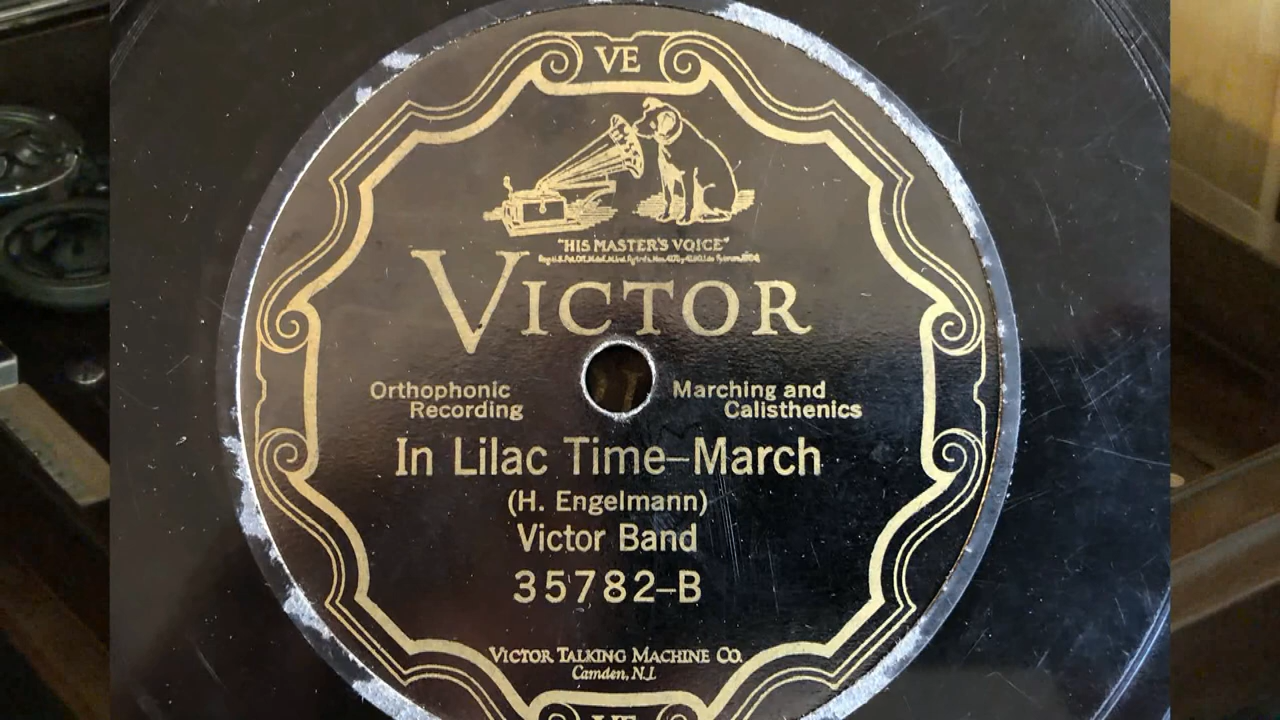 VE
"HIS MASTER'S VOICE"
VICTOR
Orthophonic
Recording
Marching and
Calisthenics
In Lilac Time–March
(H. Engelmann)
Victor Band
35782–B
VICTOR TALKING MACHINE CO.
Camden, N.J.
VE